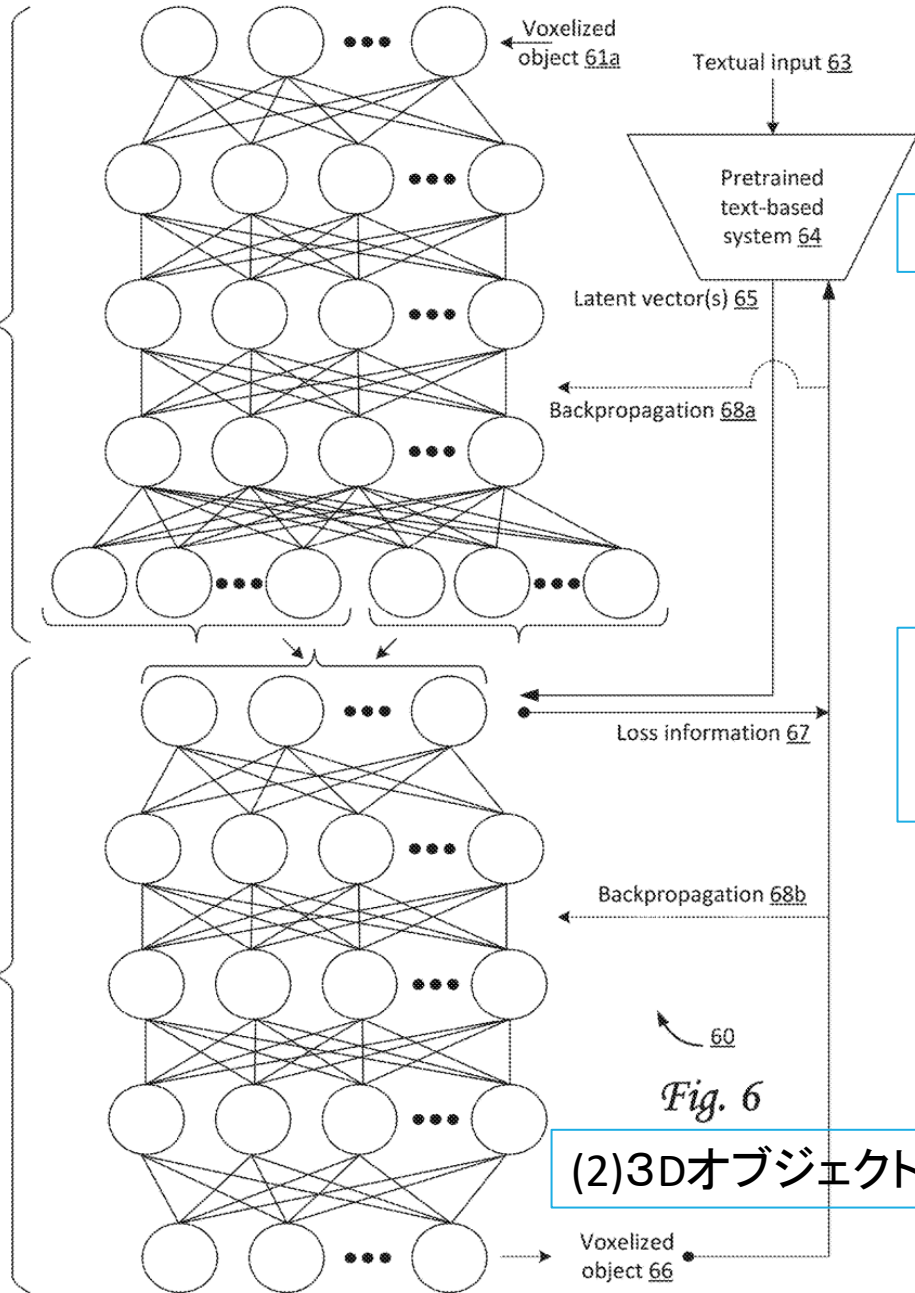 Voxelized
object 61a
Textual input 63
Pretrained
text-based
system 64
Latent vector(s) 65
Backpropagation 68a
Loss information 67
Backpropagation 68b
60
Fig. 6
(2)3Dオブジェクト
Voxelized
object 66